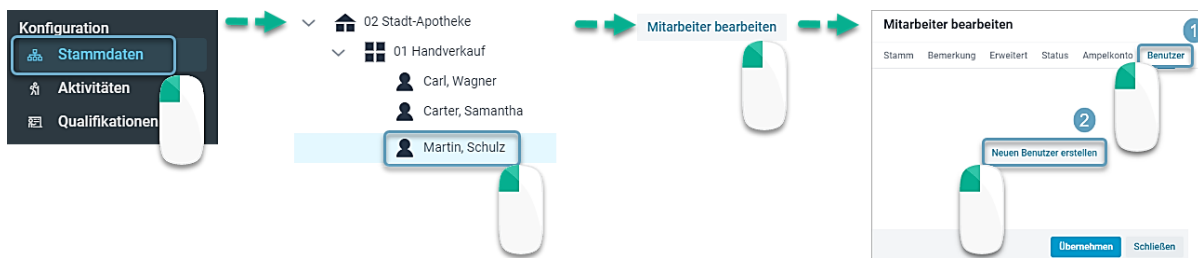 Konfiguration
Stammdaten
Aktivitäten
Qualifikationen
02 Stadt-Apotheke
01 Handverkauf
Carl, Wagner
Carter, Samantha
Martin, Schulz
Mitarbeiter bearbeiten
Mitarbeiter bearbeiten
1
Stamm Bemerkung Erweitert Status Ampelkonto Benutzer
2
Neuen Benutzer erstellen
Übernehmen Schließen